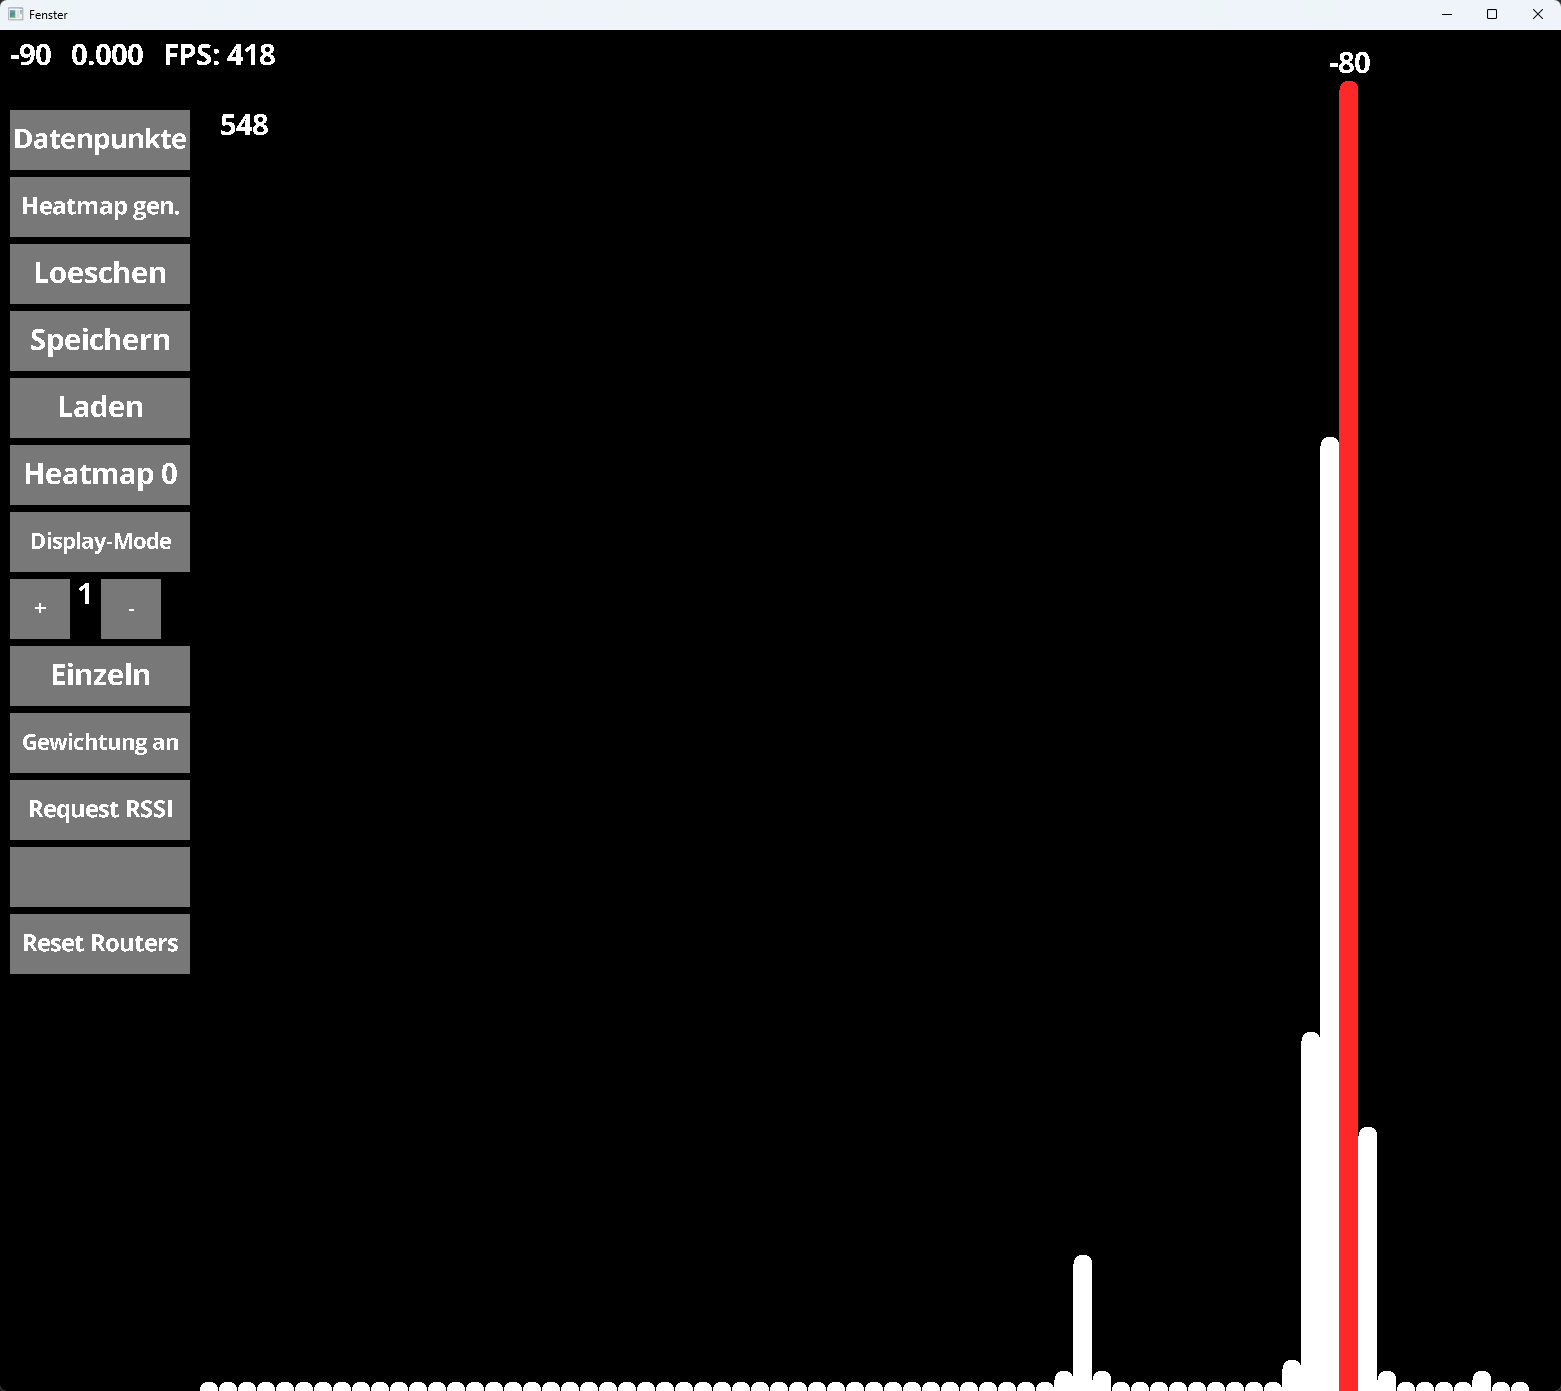 Fenster
-90 0.000 FPS: 418
-80
Datenpunkte
548
Heatmap gen.
Loeschen
Speichern
Laden
Heatmap 0
Display-Mode
+ 1 -
Einzeln
Gewichtung an
Request RSSI
Reset Routers